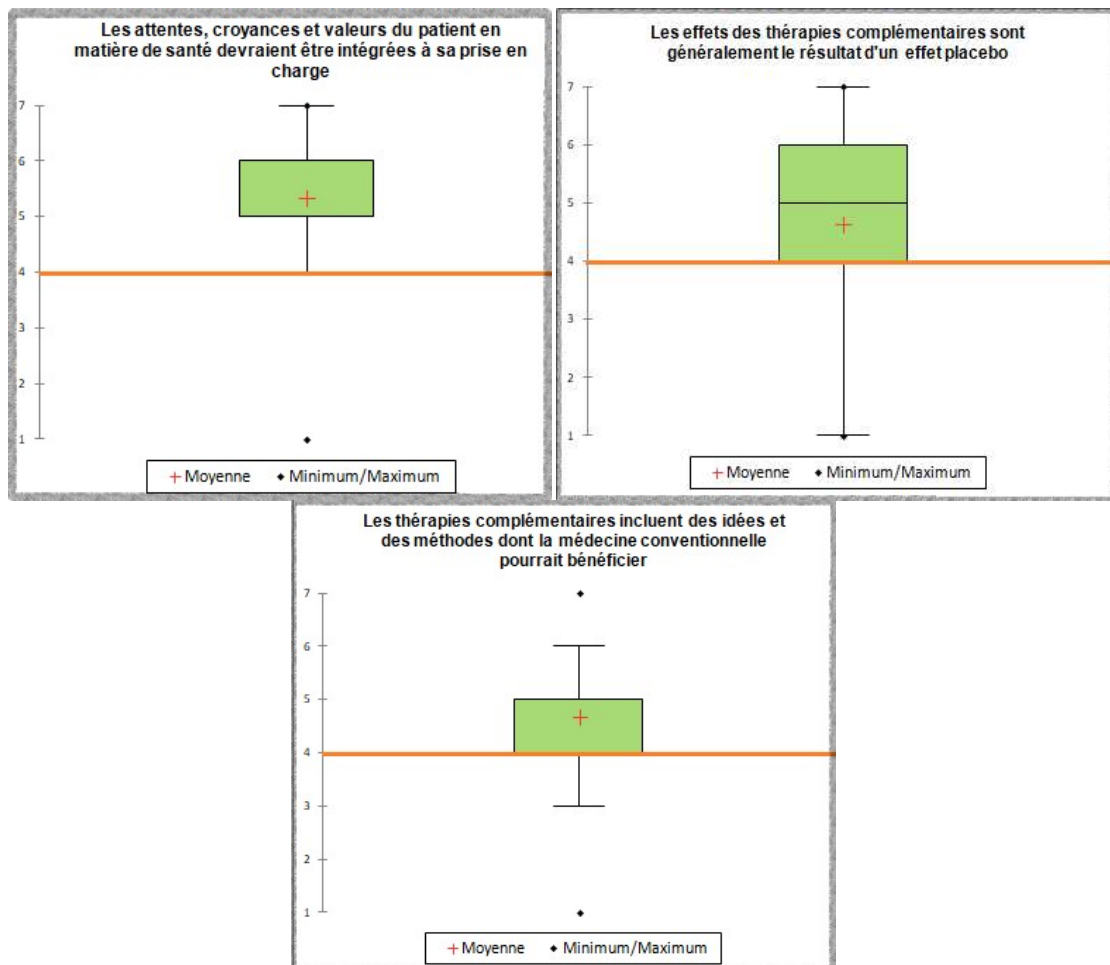 Les attentes, croyances et valeurs du patient en
matière de santé devraient être intégrées à sa prise en
charge
7
6
5
4
3
2
1
+ Moyenne ♦ Minimum/Maximum
Les effets des thérapies complémentaires sont
généralement le résultat d'un effet placebo
7
6
5
4
3
2
1
+ Moyenne ♦ Minimum/Maximum
Les thérapies complémentaires incluent des idées et
des méthodes dont la médecine conventionnelle
pourrait bénéficier
7
6
5
4
3
2
1
+ Moyenne ♦ Minimum/Maximum